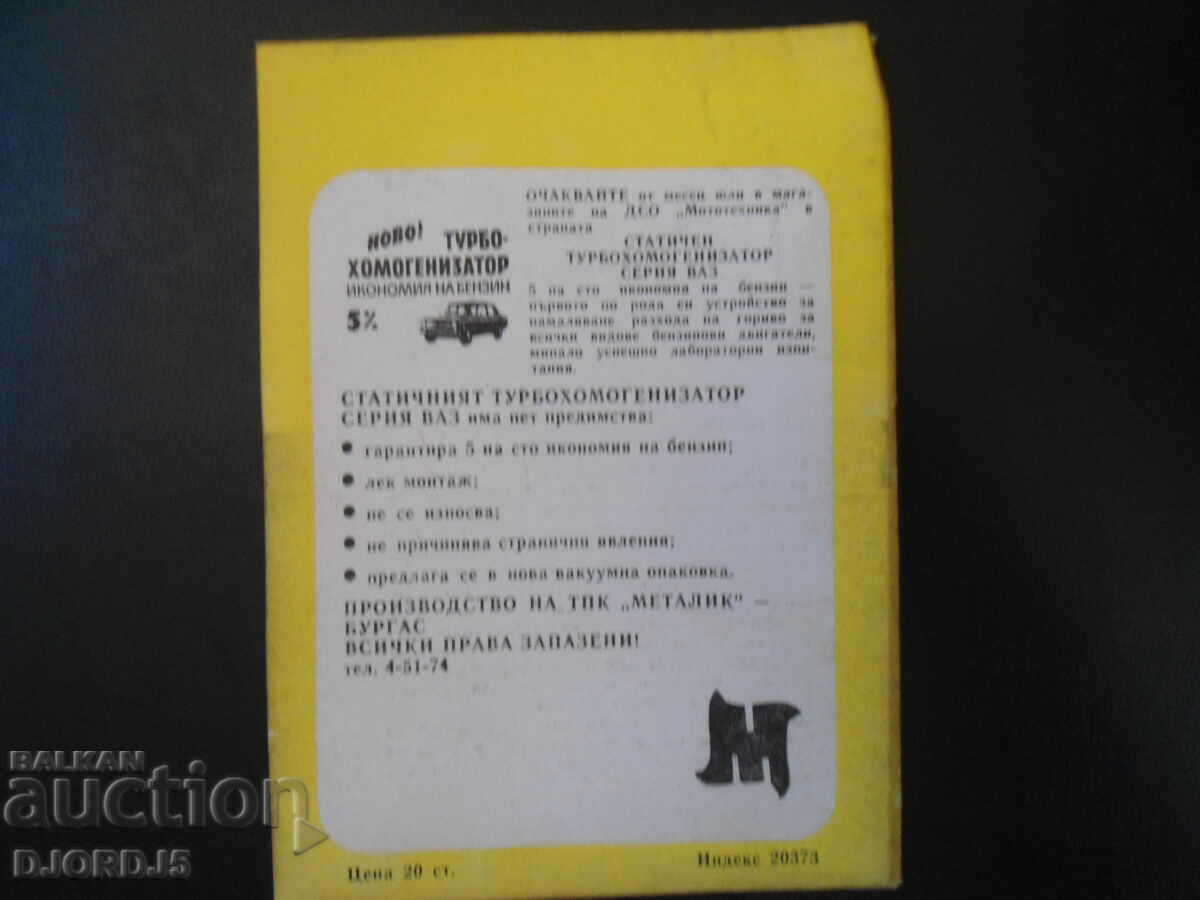 НОВО! ТУРБО-
ХОМОГЕНИЗАТОР
ИКОНОМИЯ НА БЕНЗИН
5%
ОЧАКВАЙТЕ от месец юли в мага-
зините на ДСО „Мототехника" в
страната
СТАТИЧЕН
ТУРБОХОМОГЕНИЗАТОР
СЕРИЯ ВАЗ
5 на сто икономия на бензин —
първото по рода си устройство за
намаляване разхода на гориво за
всички видове бензинови двигатели,
минало успешно лабораторни изпи-
тания.
СТАТИЧНИЯТ ТУРБОХОМОГЕНИЗАТОР
СЕРИЯ ВАЗ има пет предимства:
● гарантира 5 на сто икономия на бензин;
● лек монтаж;
● не се износва;
● не причинява странични явления;
● предлага се в нова вакуумна опаковка.
ПРОИЗВОДСТВО НА ТПК „МЕТАЛИК" —
БУРГАС
ВСИЧКИ ПРАВА ЗАПАЗЕНИ!
тел. 4-51-74
М
Цена 20 ст. Индекс 20373
BALKAN
auction
DJORDJ5